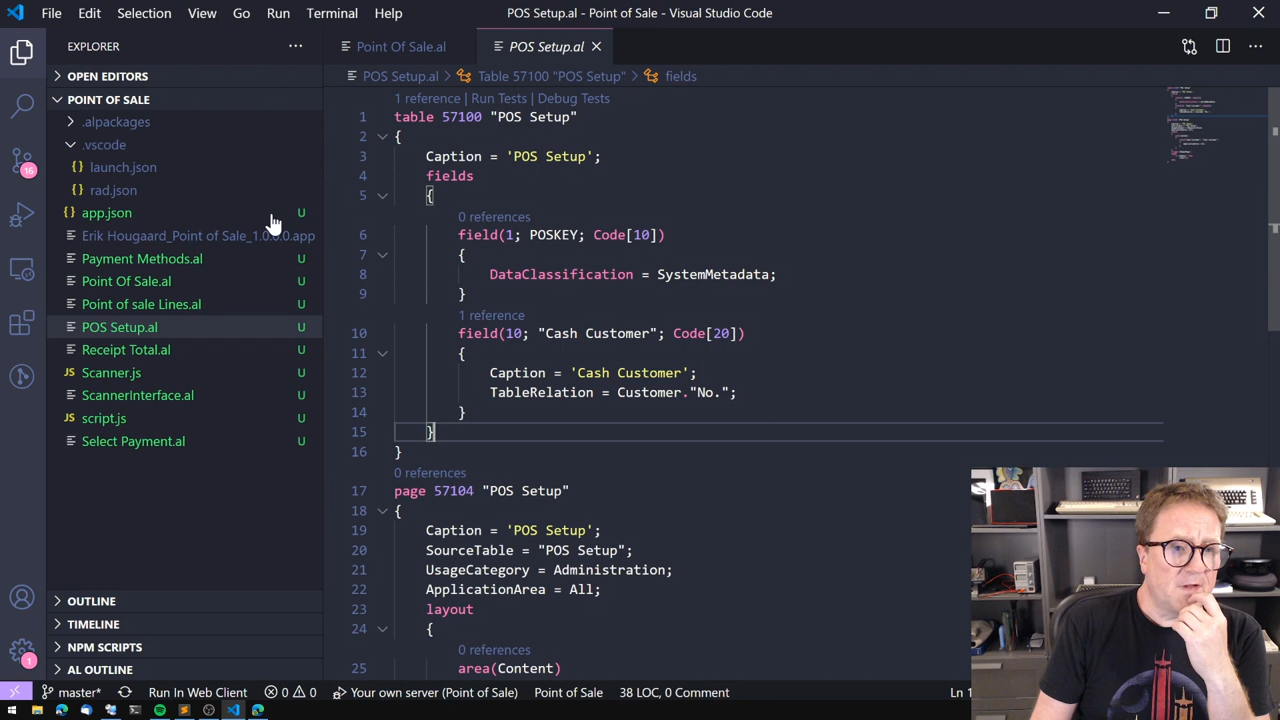 File Edit Selection View Go Run Terminal Help POS Setup.al - Point of Sale - Visual Studio Code
EXPLORER
OPEN EDITORS
POINT OF SALE
.alpackages
.vscode
{} launch.json
{} rad.json
{} app.json U
Erik Hougaard_Point of Sale_1.0.0.0.app
Payment Methods.al U
Point Of Sale.al U
Point of sale Lines.al U
POS Setup.al U
Receipt Total.al U
JS Scanner.js U
ScannerInterface.al U
JS script.js U
Select Payment.al U
OUTLINE
TIMELINE
NPM SCRIPTS
AL OUTLINE
16
1
Point Of Sale.al POS Setup.al
POS Setup.al > Table 57100 "POS Setup" > fields
1 reference | Run Tests | Debug Tests
1 table 57100 "POS Setup"
2 {
3 Caption = 'POS Setup';
4 fields
5 {
0 references
6 field(1; POSKEY; Code[10])
7 {
8 DataClassification = SystemMetadata;
9 }
1 reference
10 field(10; "Cash Customer"; Code[20])
11 {
12 Caption = 'Cash Customer';
13 TableRelation = Customer."No.";
14 }
15 }
16 }
0 references
17 page 57104 "POS Setup"
18 {
19 Caption = 'POS Setup';
20 SourceTable = "POS Setup";
21 UsageCategory = Administration;
22 ApplicationArea = All;
23 layout
24 {
0 references
25 area(Content)
master* Run In Web Client 0 0 Your own server (Point of Sale) Point of Sale 38 LOC, 0 Comment